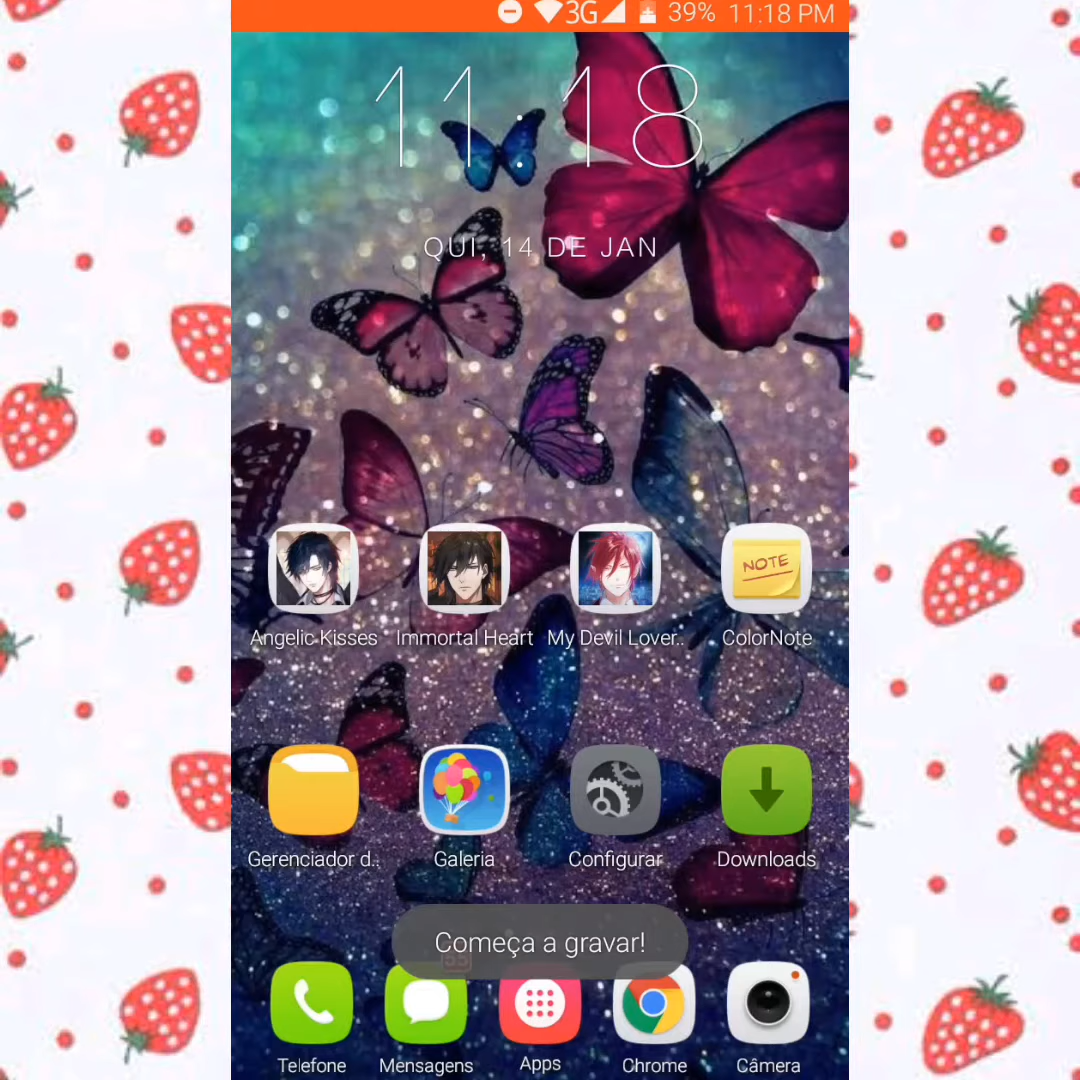 3G 39% 11:18 PM
11:18
QUI, 14 DE JAN
NOTE
Angelic Kisses Immortal Heart My Devil Lover.. ColorNote
Gerenciador d.. Galeria Configurar Downloads
Começa a gravar!
Telefone Mensagens Apps Chrome Câmera